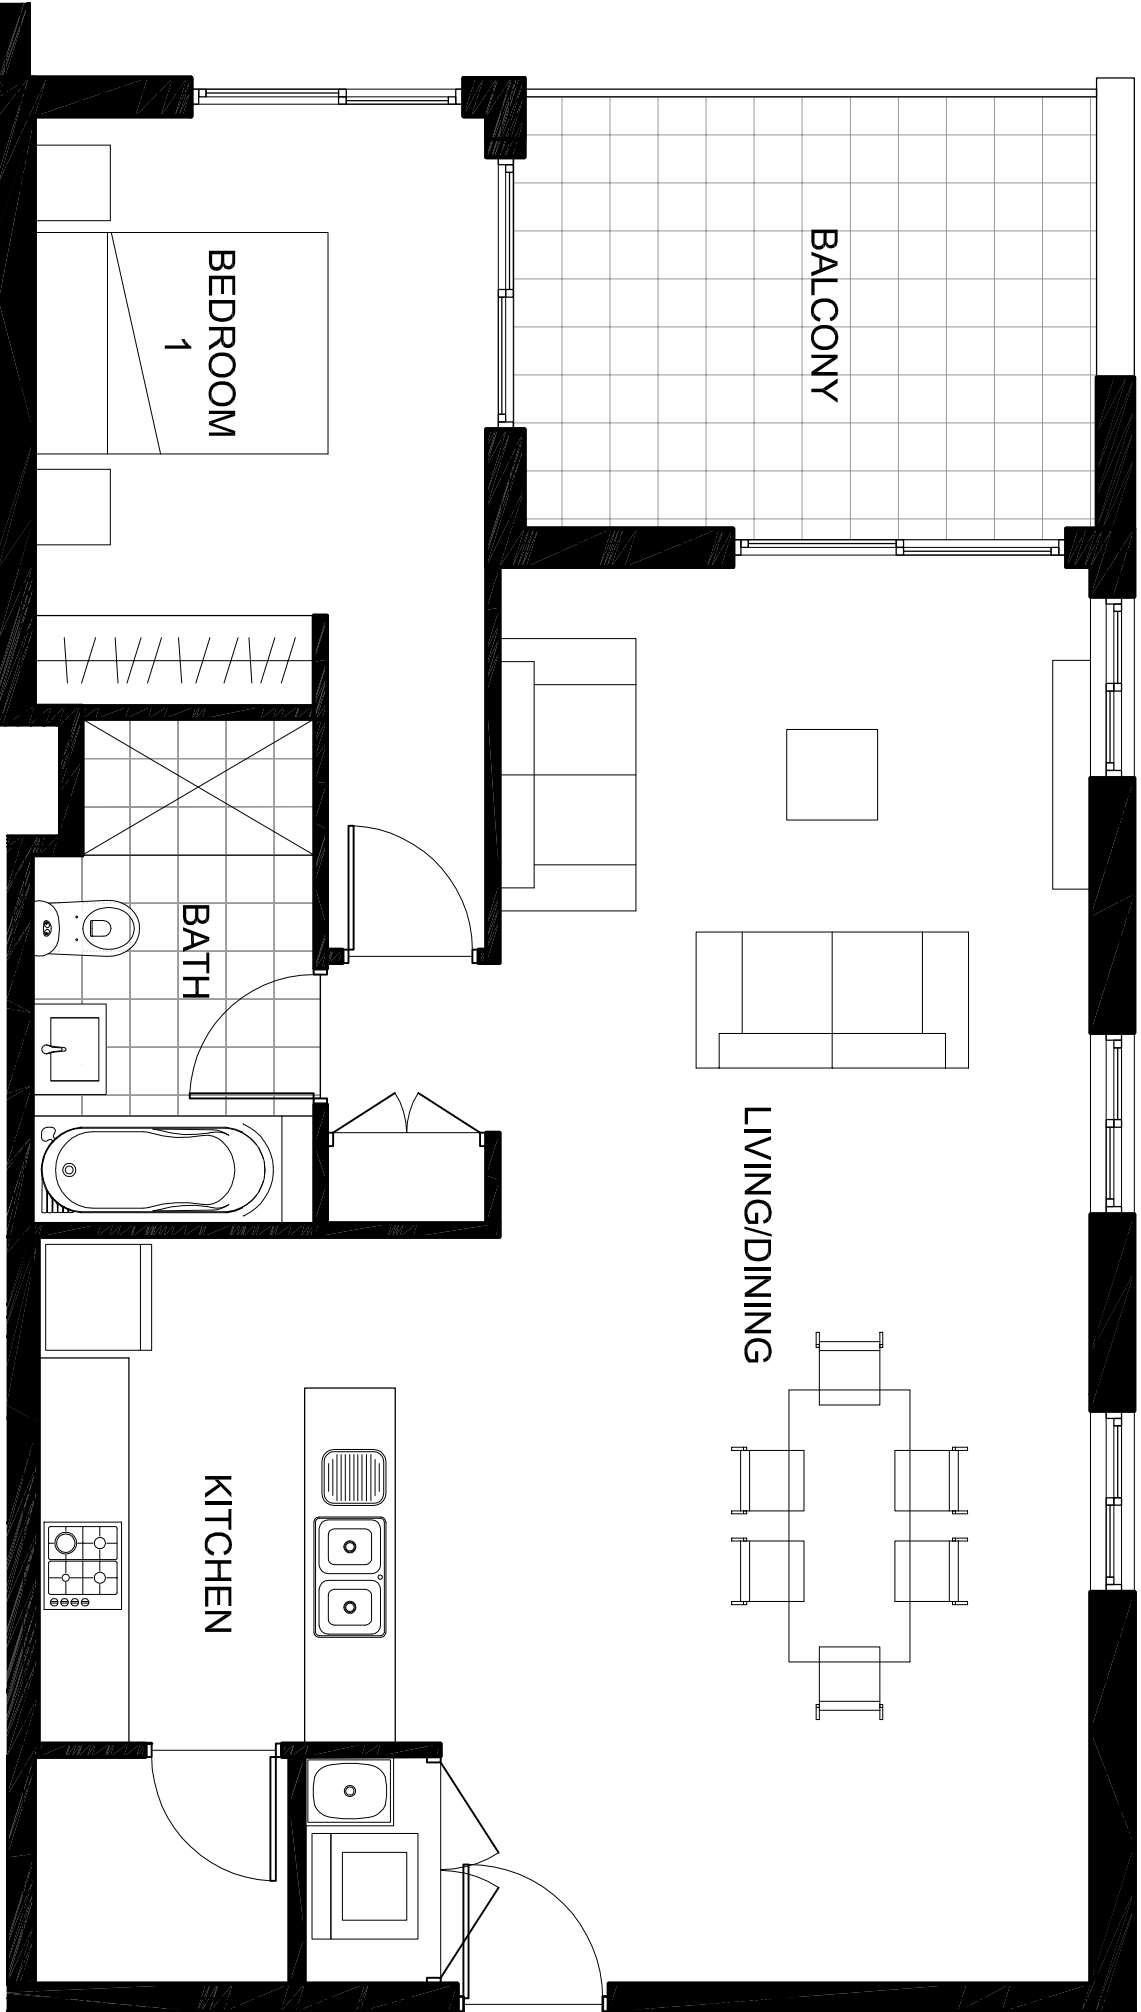 BALCONY
BEDROOM
1
BATH
LIVING/DINING
KITCHEN